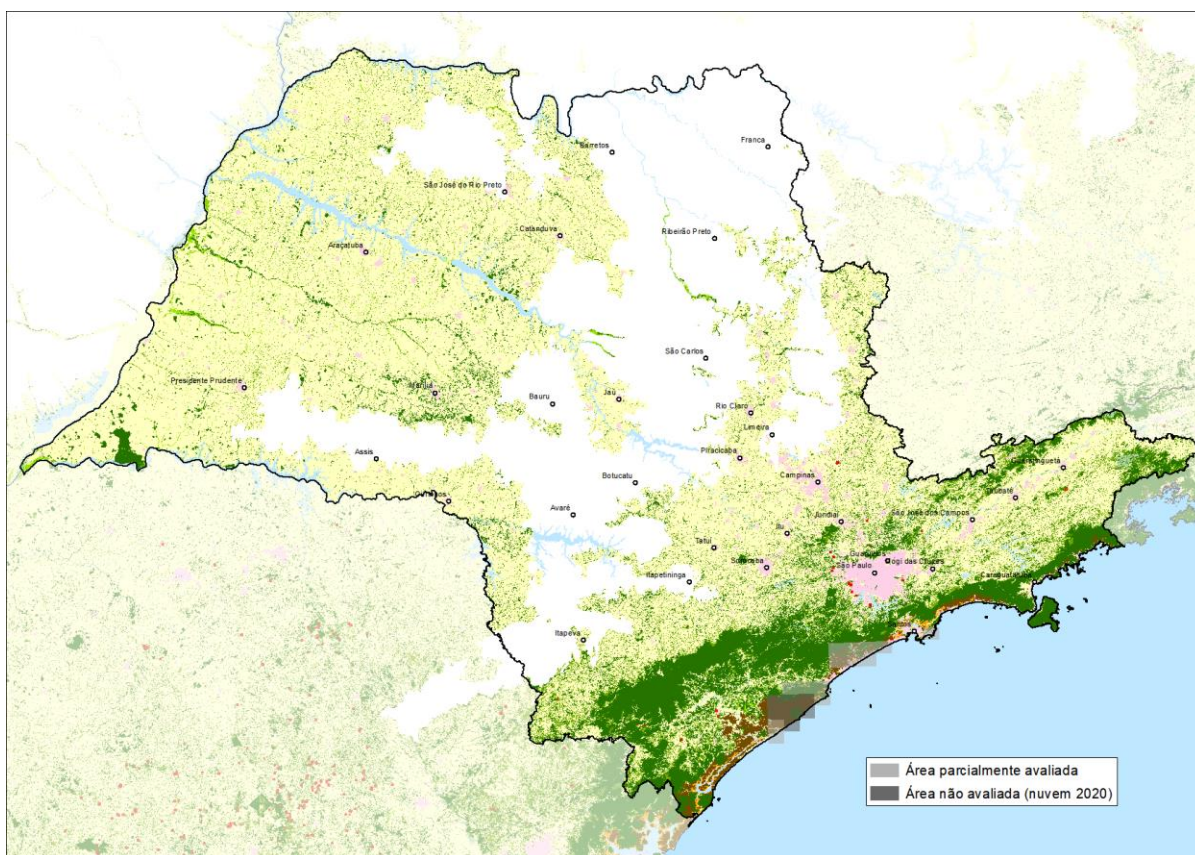 Barretos
Franca
São José do Rio Preto
Catanduva
Ribeirão Preto
Araçatuba
São Carlos
Presidente Prudente
Marília
Bauru
Jaú
Rio Claro
Limeira
Assis
Piracicaba
Guaratinguetá
Botucatu
Campinas
Ourinhos
Taubaté
Avaré
Jundiaí
São José dos Campos
Itu
Tatuí
Sorocaba
Guarulhos
São Paulo
Mogi das Cruzes
Itapetininga
Caraguatatuba
Itapeva
Área parcialmente avaliada
Área não avaliada (nuvem 2020)